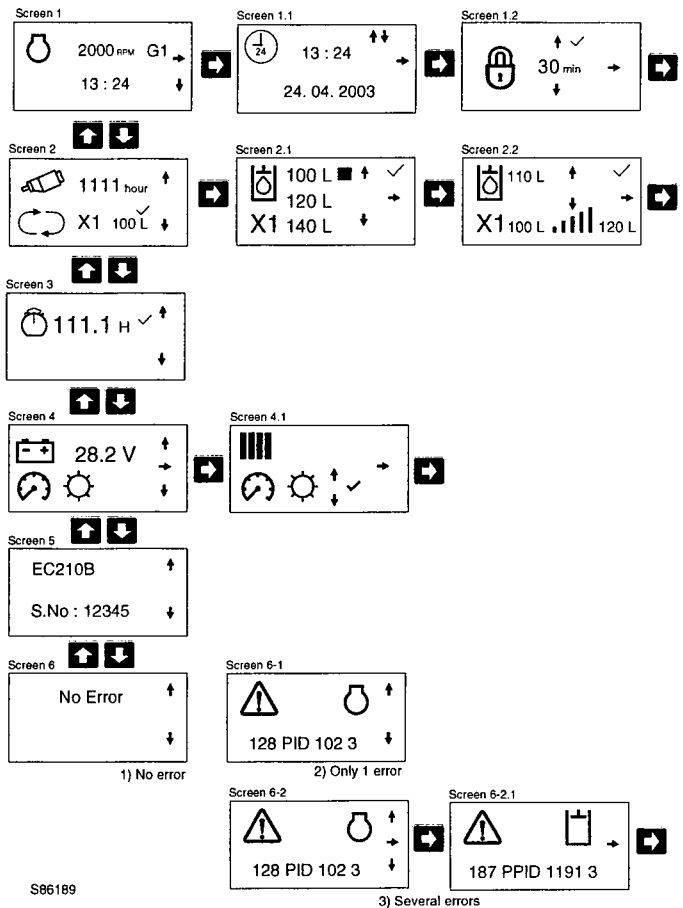 Screen 1
2000 RPM G1
13 : 24
Screen 1.1
24
13 : 24
24. 04. 2003
Screen 1.2
30 min
Screen 2
1111 hour
X1 100 L
Screen 2.1
100 L
120 L
X1 140 L
Screen 2.2
110 L
X1 100 L 120 L
Screen 3
111.1 H
Screen 4
28.2 V
Screen 4.1
Screen 5
EC210B
S.No : 12345
Screen 6
No Error
1) No error
Screen 6-1
128 PID 102 3
2) Only 1 error
Screen 6-2
128 PID 102 3
Screen 6-2.1
187 PPID 1191 3
3) Several errors
S86189